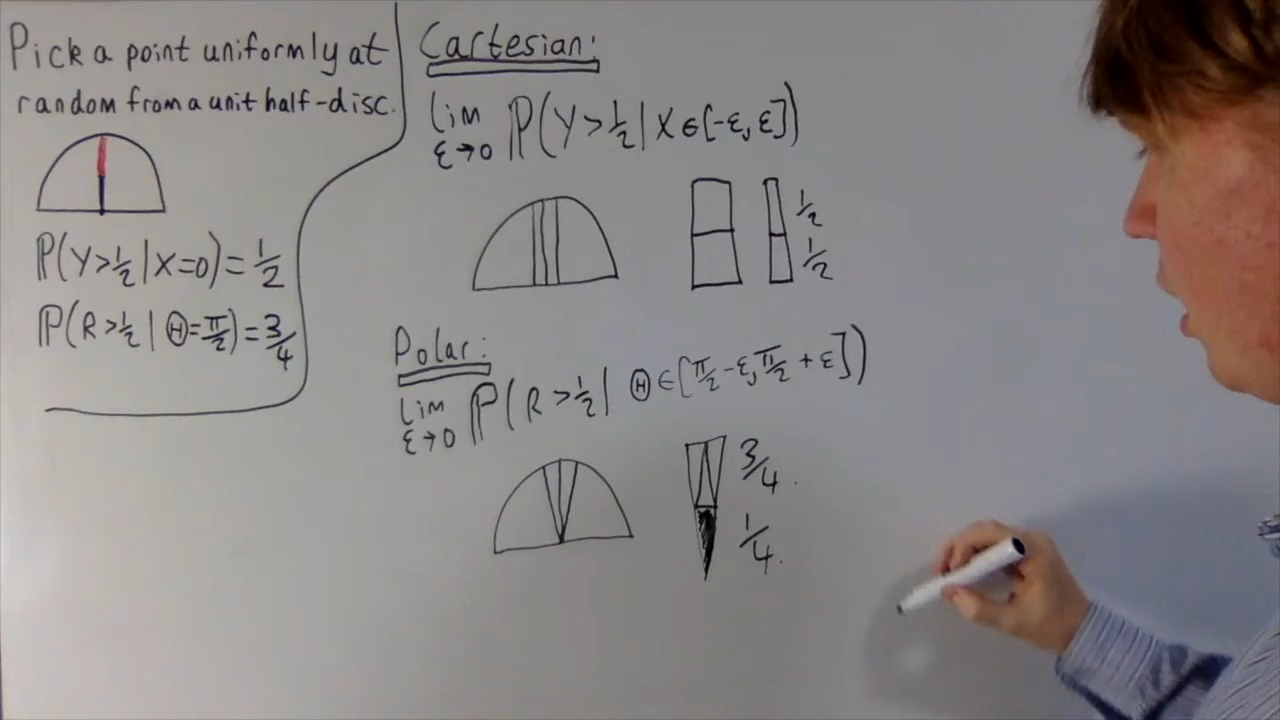 Pick a point uniformly at
random from a unit half-disc.
P(Y>1/2 | X=0) = 1/2
P(R>1/2 | Θ=π/2) = 3/4
Cartesian:
lim ε→0 P(Y>1/2 | X∈[-ε, ε])
1/2
1/2
Polar:
lim ε→0 P(R>1/2 | Θ∈[π/2-ε, π/2+ε])
3/4
1/4